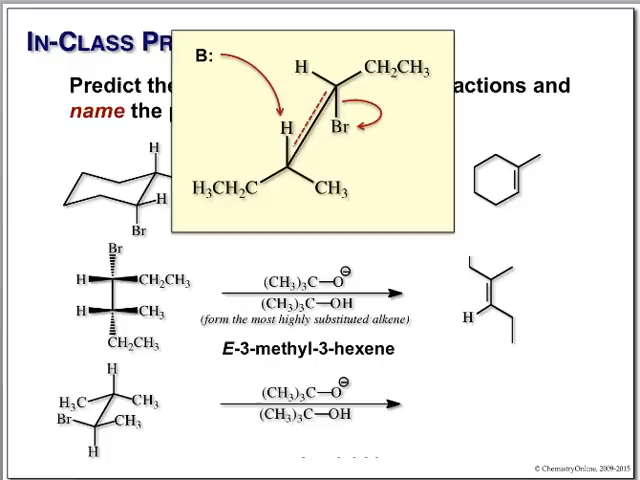 IN-CLASS PR
Predict the
actions and
name the p
B:
H
CH₂CH₃
H
Br
H₃CH₂C
CH₃
H
H
Br
Br
H
CH₂CH₃
H
CH₃
CH₂CH₃
(CH₃)₃C—O⊖
(CH₃)₃C—OH
(form the most highly substituted alkene)
H
E-3-methyl-3-hexene
H
H₃C
CH₃
Br
CH₃
H
(CH₃)₃C—O⊖
(CH₃)₃C—OH
© ChemistryOnline, 2009-2015